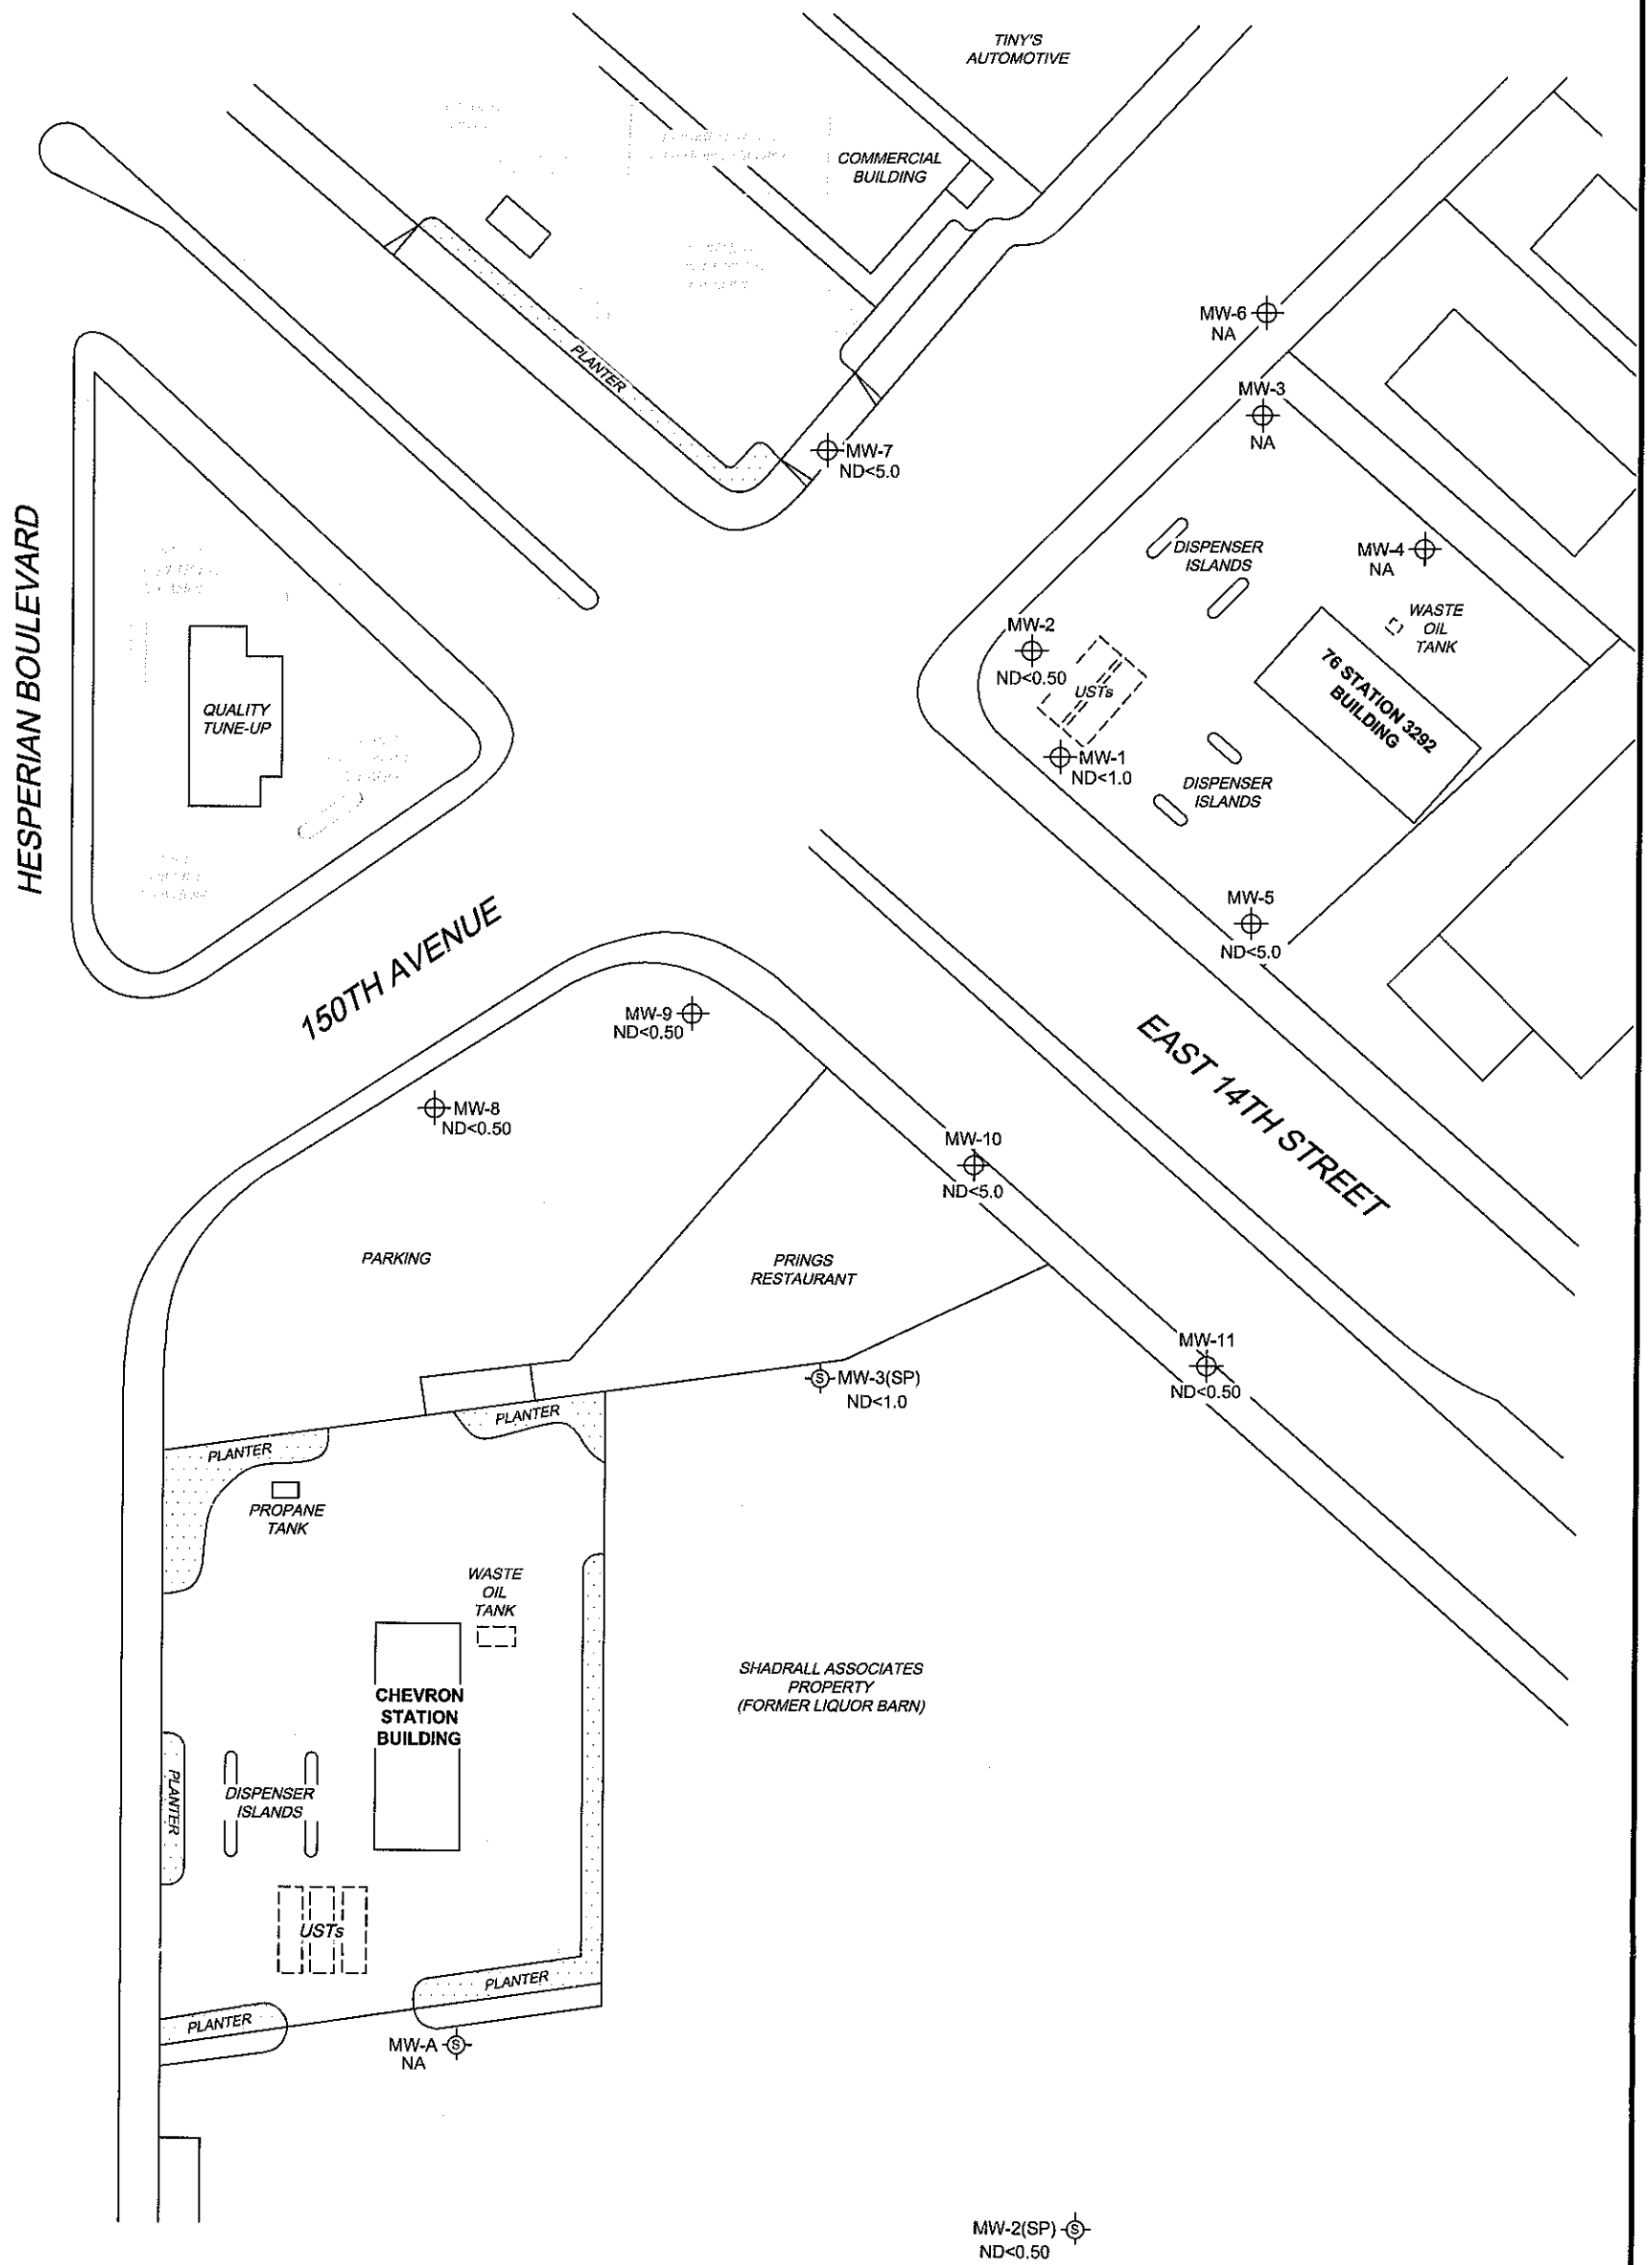 TINY'S
AUTOMOTIVE
COMMERCIAL
BUILDING
MW-6
NA
PLANTER
MW-3
NA
MW-7
ND<5.0
HESPERIAN BOULEVARD
DISPENSER
ISLANDS
MW-4
NA
WASTE
OIL
TANK
MW-2
ND<0.50
USTs
76 STATION 3292
BUILDING
QUALITY
TUNE-UP
MW-1
ND<1.0
DISPENSER
ISLANDS
MW-5
ND<5.0
150TH AVENUE
MW-9
ND<0.50
EAST 14TH STREET
MW-8
ND<0.50
MW-10
ND<5.0
PARKING
PRINGS
RESTAURANT
MW-11
ND<0.50
MW-3(SP)
ND<1.0
PLANTER
PLANTER
PROPANE
TANK
WASTE
OIL
TANK
SHADRALL ASSOCIATES
PROPERTY
(FORMER LIQUOR BARN)
CHEVRON
STATION
BUILDING
PLANTER
DISPENSER
ISLANDS
USTs
PLANTER
PLANTER
MW-A
NA
MW-2(SP)
ND<0.50